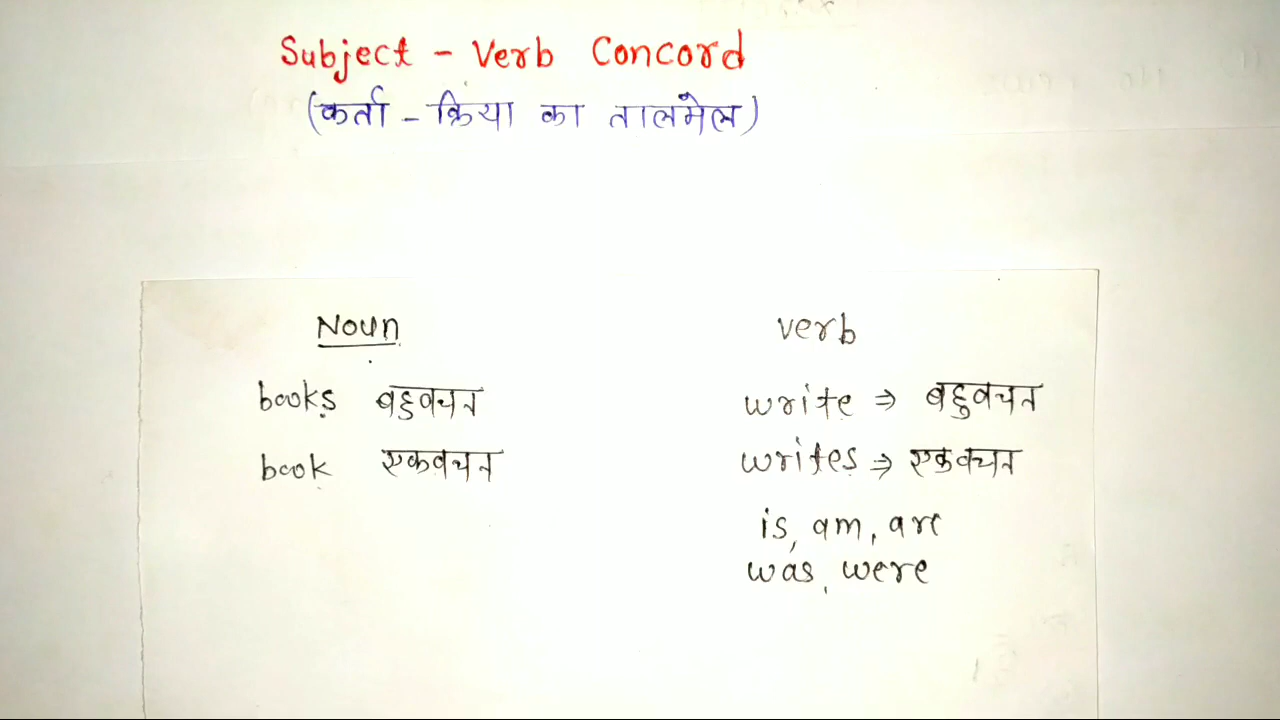 Subject - Verb Concord
(कर्ता - क्रिया का तालमेल)
Noun
verb
books बहुवचन
write ⇒ बहुवचन
book एकवचन
writes ⇒ एकवचन
is, am, are
was, were